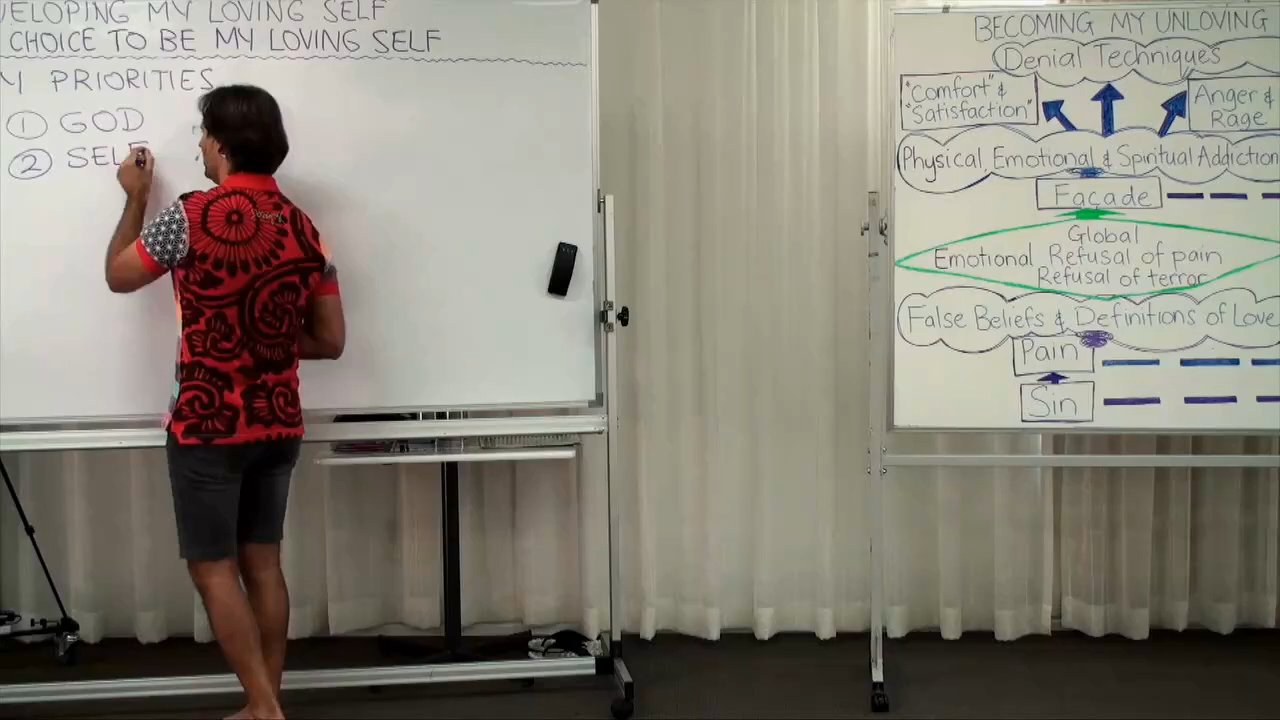 VELOPING MY LOVING SELF
CHOICE TO BE MY LOVING SELF
Y PRIORITIES
1 GOD
2 SELF
BECOMING MY UNLOVING
Denial Techniques
"Comfort" &
"Satisfaction"
Anger &
Rage
Physical, Emotional & Spiritual Addiction
Façade
Global
Emotional Refusal of pain
Refusal of terror
False Beliefs & Definitions of Love
Pain
Sin